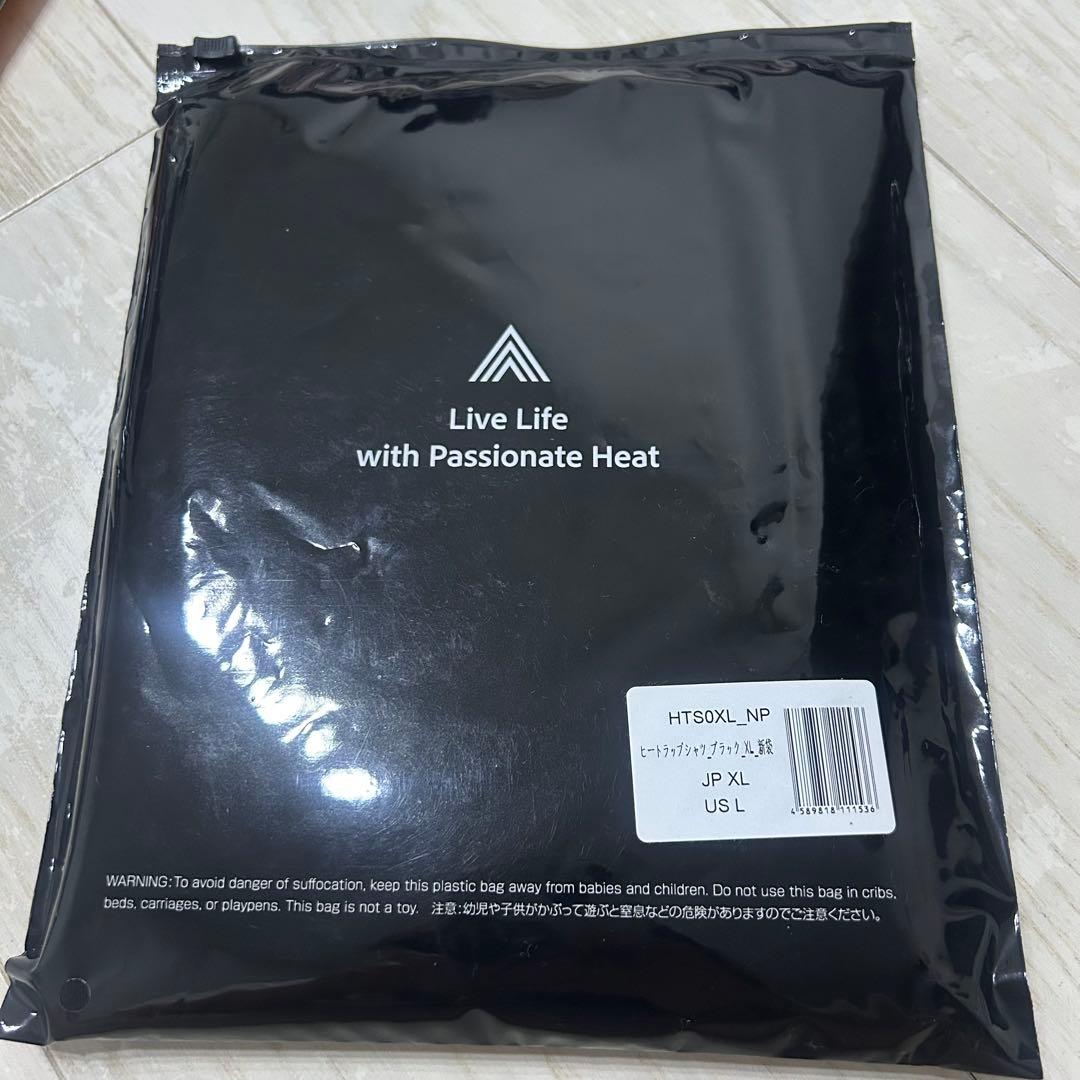 Live Life
with Passionate Heat
HTS0XL_NP
ヒートラップシャツ_ブラック_XL_新袋
JP XL
US L
4 589818 111536
WARNING: To avoid danger of suffocation, keep this plastic bag away from babies and children. Do not use this bag in cribs,
beds, carriages, or playpens. This bag is not a toy. 注意:幼児や子供がかぶって遊ぶと窒息などの危険がありますのでご注意ください。